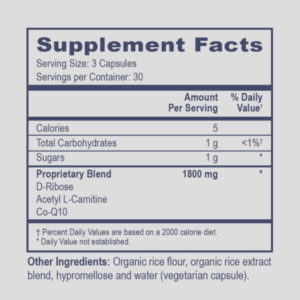 Supplement Facts
Serving Size: 3 Capsules
Servings per Container: 30
Amount Per Serving % Daily Value†
Calories 5
Total Carbohydrates 1 g <1%†
Sugars 1 g *
Proprietary Blend 1800 mg *
D-Ribose
Acetyl L-Carnitine
Co-Q10
† Percent Daily Values are based on a 2000 calorie diet.
* Daily Value not established.
Other Ingredients: Organic rice flour, organic rice extract
blend, hypromellose and water (vegetarian capsule).